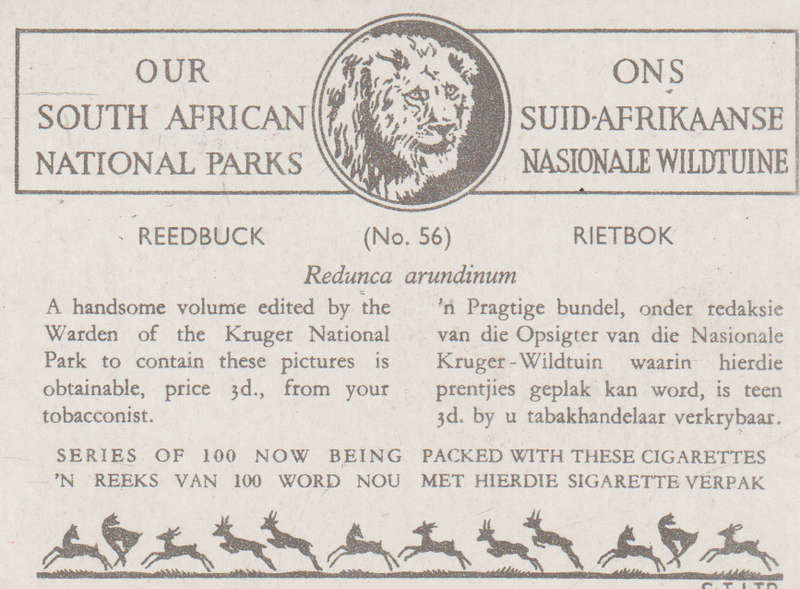 OUR
SOUTH AFRICAN
NATIONAL PARKS
ONS
SUID-AFRIKAANSE
NASIONALE WILDTUINE
REEDBUCK (No. 56) RIETBOK
Redunca arundinum
A handsome volume edited by the
Warden of the Kruger National
Park to contain these pictures is
obtainable, price 3d., from your
tobacconist.
'n Pragtige bundel, onder redaksie
van die Opsigter van die Nasionale
Kruger-Wildtuin waarin hierdie
prentjies geplak kan word, is teen
3d. by u tabakhandelaar verkrybaar.
SERIES OF 100 NOW BEING PACKED WITH THESE CIGARETTES
'N REEKS VAN 100 WORD NOU MET HIERDIE SIGARETTE VERPAK